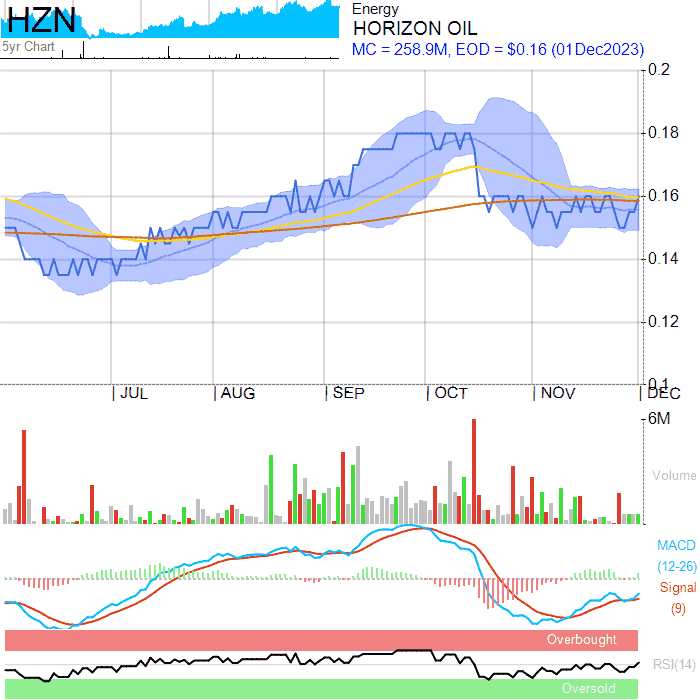 HZN
5yr Chart
Energy
HORIZON OIL
MC = 258.9M, EOD = $0.16 (01Dec2023)
0.2
0.18
0.16
0.14
0.12
0.1
JUL AUG SEP OCT NOV DEC
6M
Volume
MACD
(12-26)
Signal
(9)
Overbought
RSI(14)
Oversold